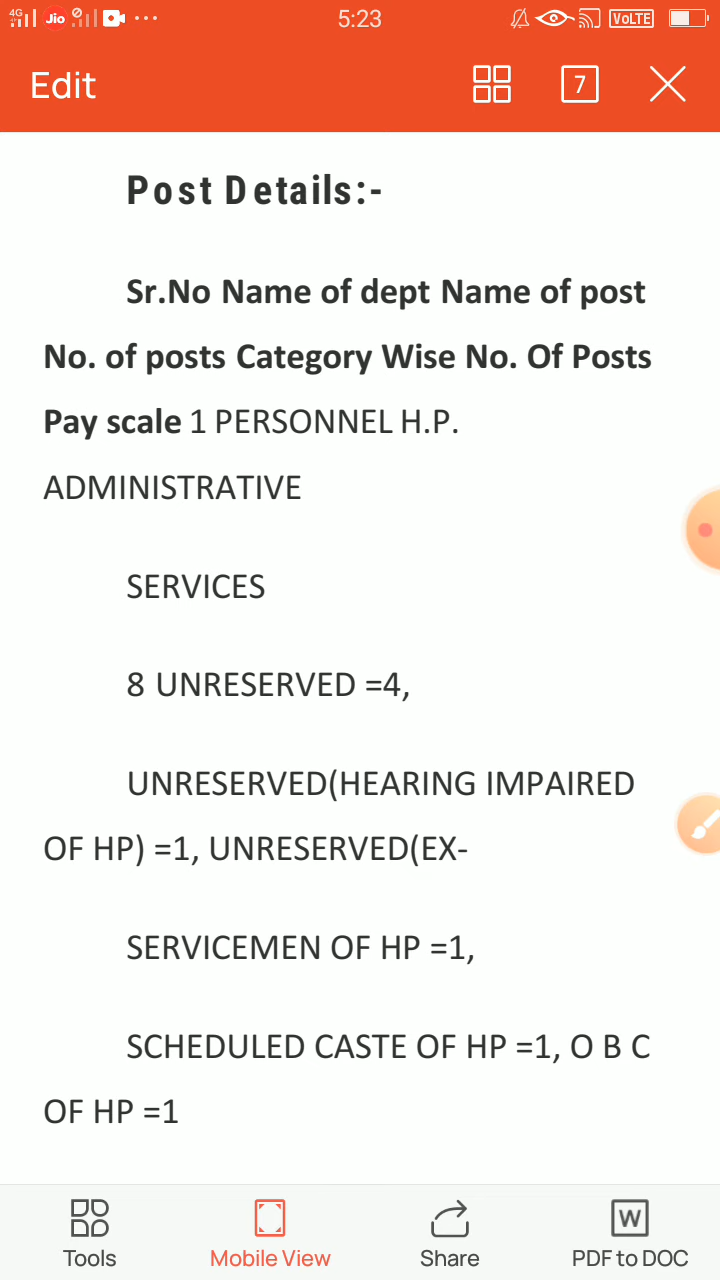 4G Jio ... 5:23 VoLTE
Edit 7
Post Details:-
Sr.No Name of dept Name of post
No. of posts Category Wise No. Of Posts
Pay scale 1 PERSONNEL H.P.
ADMINISTRATIVE
SERVICES
8 UNRESERVED =4,
UNRESERVED(HEARING IMPAIRED
OF HP) =1, UNRESERVED(EX-
SERVICEMEN OF HP =1,
SCHEDULED CASTE OF HP =1, O B C
OF HP =1
Tools Mobile View Share W PDF to DOC